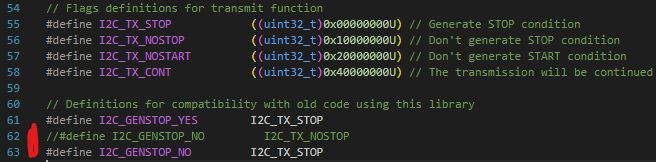 54 // Flags definitions for transmit function
55 #define I2C_TX_STOP ((uint32_t)0x00000000U) // Generate STOP condition
56 #define I2C_TX_NOSTOP ((uint32_t)0x10000000U) // Don't generate STOP condition
57 #define I2C_TX_NOSTART ((uint32_t)0x20000000U) // Don't generate START condition
58 #define I2C_TX_CONT ((uint32_t)0x40000000U) // The transmission will be continued
59
60 // Definitions for compatibility with old code using this library
61 #define I2C_GENSTOP_YES I2C_TX_STOP
62 //#define I2C_GENSTOP_NO I2C_TX_NOSTOP
63 #define I2C_GENSTOP_NO I2C_TX_STOP